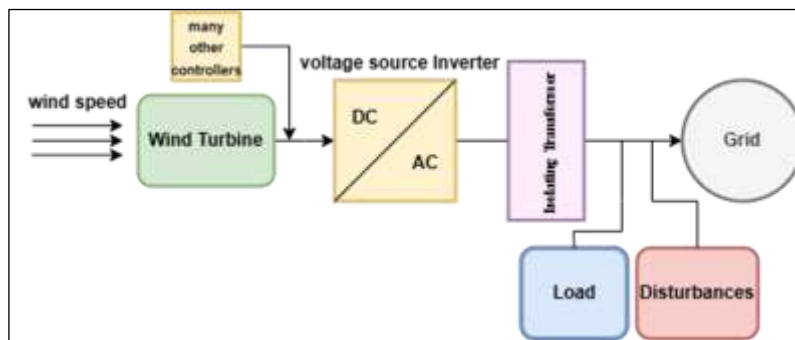 many
other
controllers
voltage source Inverter
wind speed
Wind Turbine
DC
AC
Isolating Transformer
Grid
Load
Disturbances